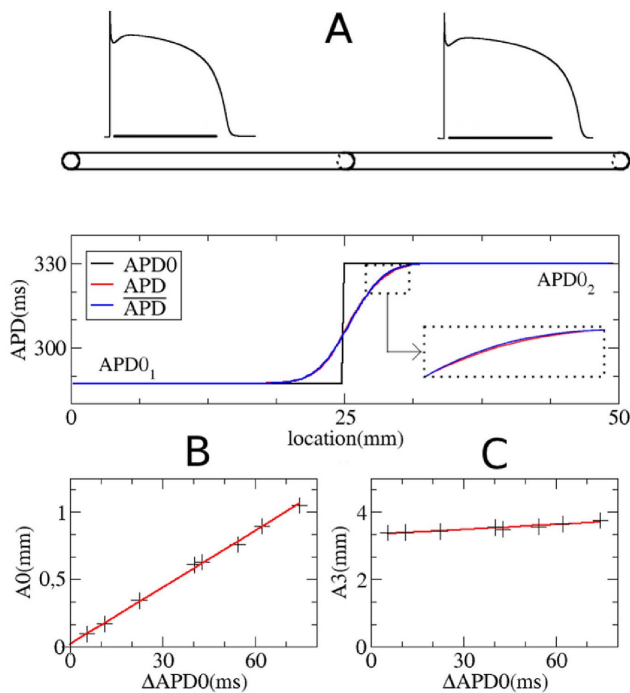 A
330
300
APD(ms)
APD0
APD
APD
APD0₁
APD0₂
0
25
50
location(mm)
B
C
1
0.5
0
A0(mm)
0
30
60
ΔAPD0(ms)
4
2
0
A3(mm)
0
30
60
ΔAPD0(ms)